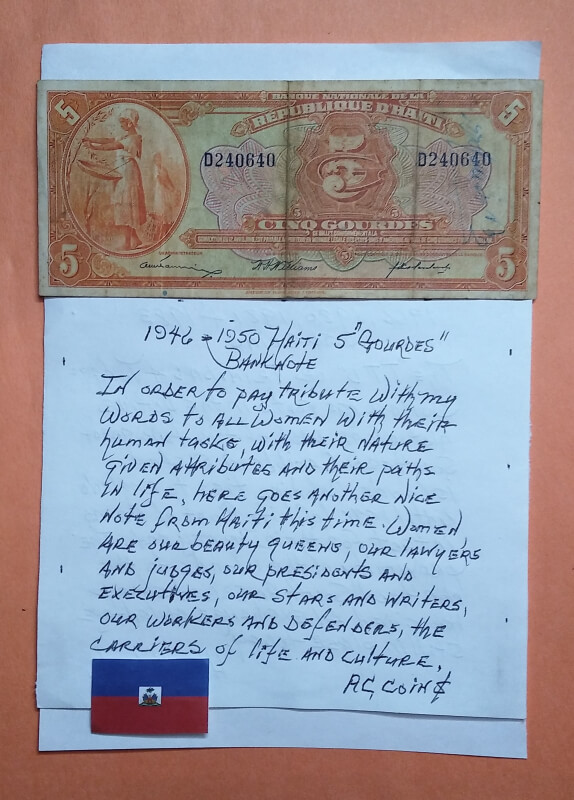 BANQUE NATIONALE DE LA
RÉPUBLIQUE D'HAÏTI
5
5
D240640
D240640
5
5
CINQ GOURDES
5
5
1946 - 1950 HAITI 5 "GOURDES"
BANKNOTE
IN ORDER to pay tribute with my
words to ALL WOMEN with their
human tasks, with their NATURE
GIVEN Attributes AND their paths
IN life, HERE GOES ANOTHER NICE
NOTE from HAITI this time. WOMEN
ARE our beauty queens, our lawyers
AND judges, our presidents AND
EXECUTIVES, our STARS AND WRITERS,
our workers AND DEFENDERS, the
CARRIERS of life AND culture.